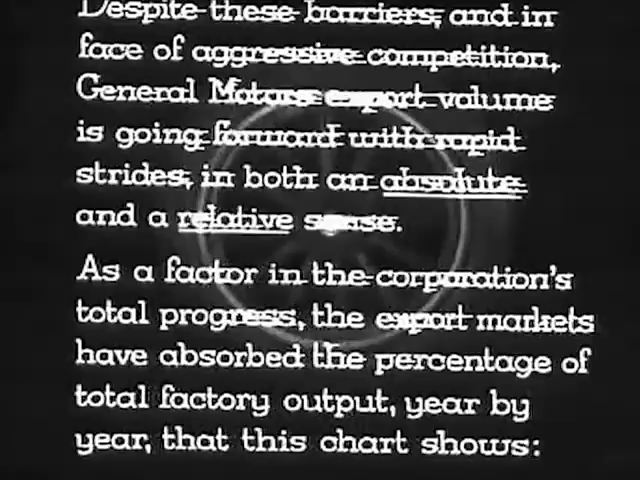 Despite these barriers, and in
face of aggressive competition,
General Motors export volume
is going forward with rapid
strides, in both an absolute
and a relative sense.
As a factor in the corporation's
total progress, the export markets
have absorbed the percentage of
total factory output, year by
year, that this chart shows: